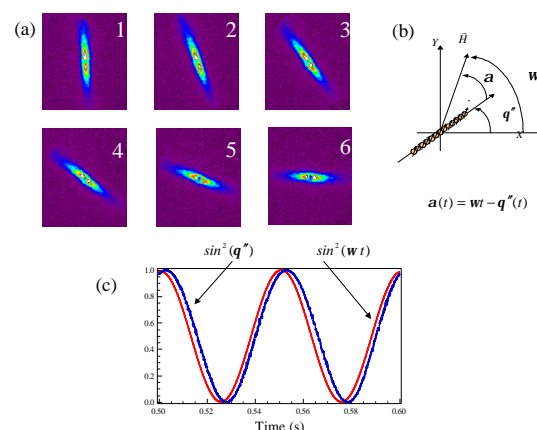 (a)
1
2
3
4
5
6
(b)
Y
H⃗
w
a
q″
X
a(t) = wt − q″(t)
(c)
sin²(q″)
sin²(w t)
1.0
0.8
0.6
0.4
0.2
0.0
0.50
0.52
0.54
0.56
0.58
0.60
Time (s)